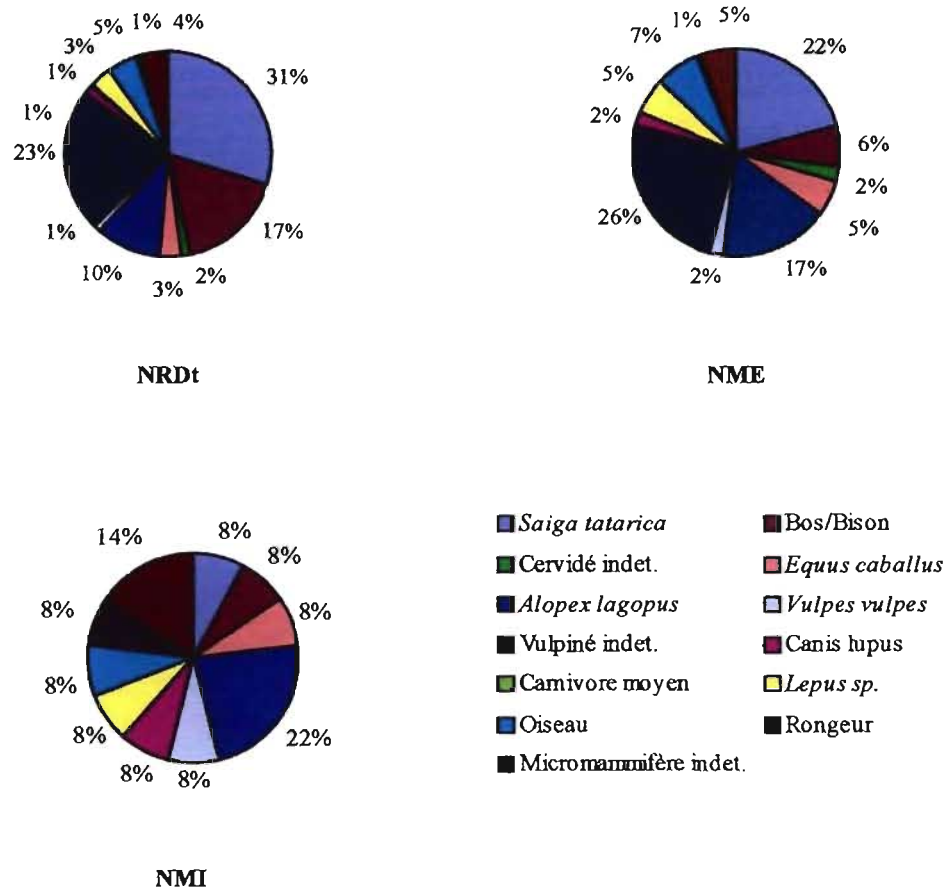 5% 1% 4%
3%
1%
31%
1%
23%
17%
1%
10%
2%
3%
NRDt
1% 5%
7%
22%
5%
2%
6%
2%
26%
5%
17%
2%
NME
14%
8%
8%
8%
8%
8%
22%
8%
8%
8%
NMI
Saiga tatarica
Bos/Bison
Cervidé indet.
Equus caballus
Alopex lagopus
Vulpes vulpes
Vulpiné indet.
Canis lupus
Carnivore moyen
Lepus sp.
Oiseau
Rongeur
Micromammifère indet.